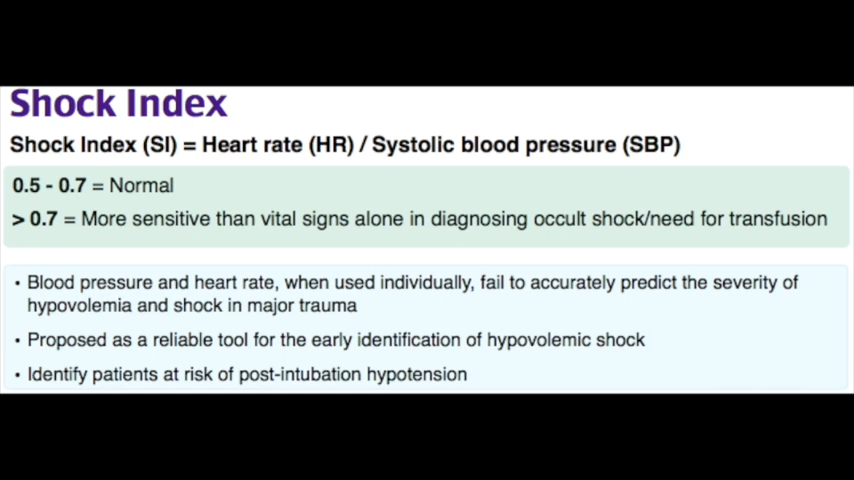 Shock Index
Shock Index (SI) = Heart rate (HR) / Systolic blood pressure (SBP)
0.5 - 0.7 = Normal
> 0.7 = More sensitive than vital signs alone in diagnosing occult shock/need for transfusion
• Blood pressure and heart rate, when used individually, fail to accurately predict the severity of
hypovolemia and shock in major trauma
• Proposed as a reliable tool for the early identification of hypovolemic shock
• Identify patients at risk of post-intubation hypotension